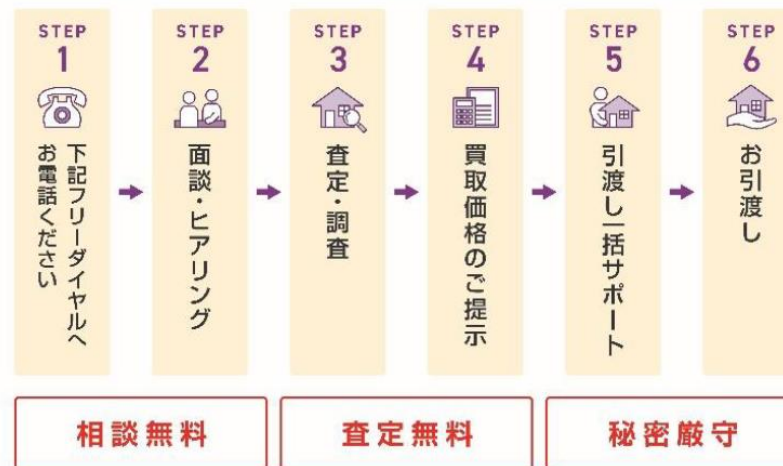 STEP
1
下記フリーダイヤルへ
お電話ください
STEP
2
面談・ヒアリング
STEP
3
査定・調査
STEP
4
買取価格のご提示
STEP
5
引渡し一括サポート
STEP
6
お引渡し
相談無料
査定無料
秘密厳守